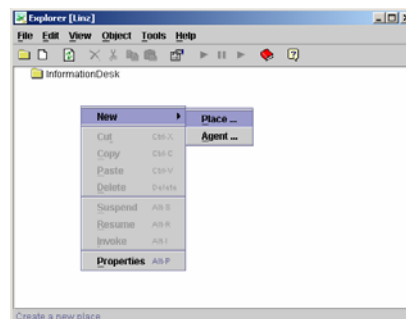 Explorer [Linz]
File Edit View Object Tools Help
InformationDesk
New
Place ...
Agent ...
Cut Ctrl-X
Copy Ctrl-C
Paste Ctrl-V
Delete Delete
Suspend Alt-S
Resume Alt-R
Invoke Alt-I
Properties Alt-P
Create a new place